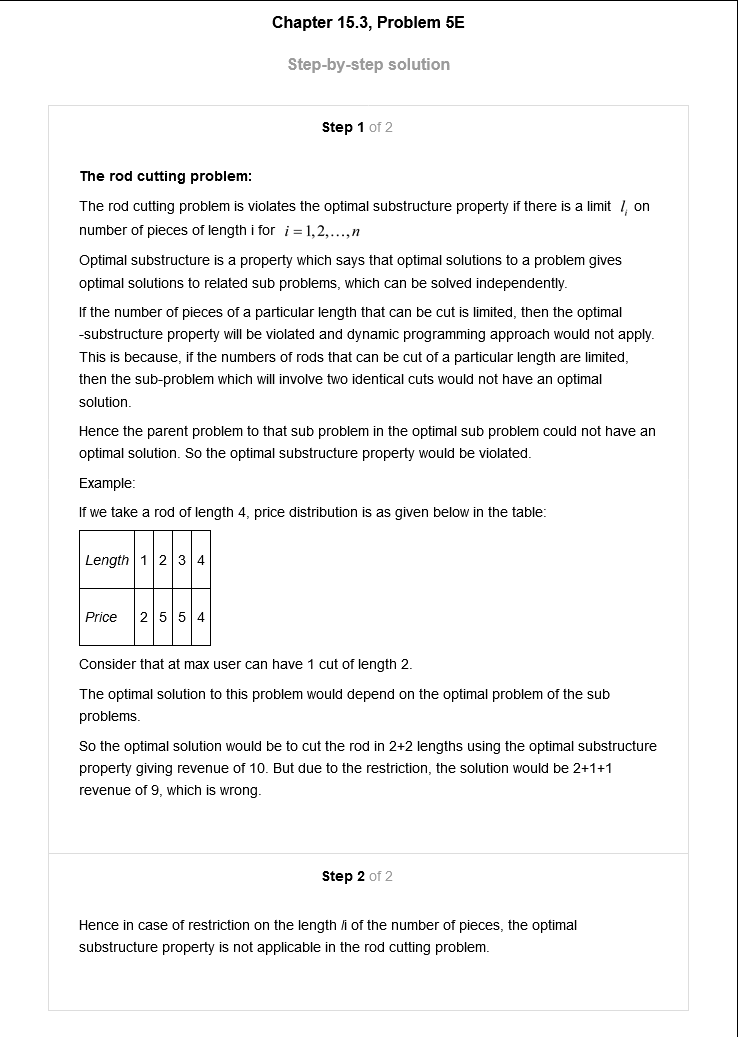 Chapter 15.3, Problem 5E
Step-by-step solution
Step 1 of 2
The rod cutting problem:
The rod cutting problem is violates the optimal substructure property if there is a limit lᵢ on
number of pieces of length i for i = 1, 2,…, n
Optimal substructure is a property which says that optimal solutions to a problem gives
optimal solutions to related sub problems, which can be solved independently.
If the number of pieces of a particular length that can be cut is limited, then the optimal
-substructure property will be violated and dynamic programming approach would not apply.
This is because, if the numbers of rods that can be cut of a particular length are limited,
then the sub-problem which will involve two identical cuts would not have an optimal
solution.
Hence the parent problem to that sub problem in the optimal sub problem could not have an
optimal solution. So the optimal substructure property would be violated.
Example:
If we take a rod of length 4, price distribution is as given below in the table:
Length 1 2 3 4
Price 2 5 5 4
Consider that at max user can have 1 cut of length 2.
The optimal solution to this problem would depend on the optimal problem of the sub
problems.
So the optimal solution would be to cut the rod in 2+2 lengths using the optimal substructure
property giving revenue of 10. But due to the restriction, the solution would be 2+1+1
revenue of 9, which is wrong.
Step 2 of 2
Hence in case of restriction on the length li of the number of pieces, the optimal
substructure property is not applicable in the rod cutting problem.